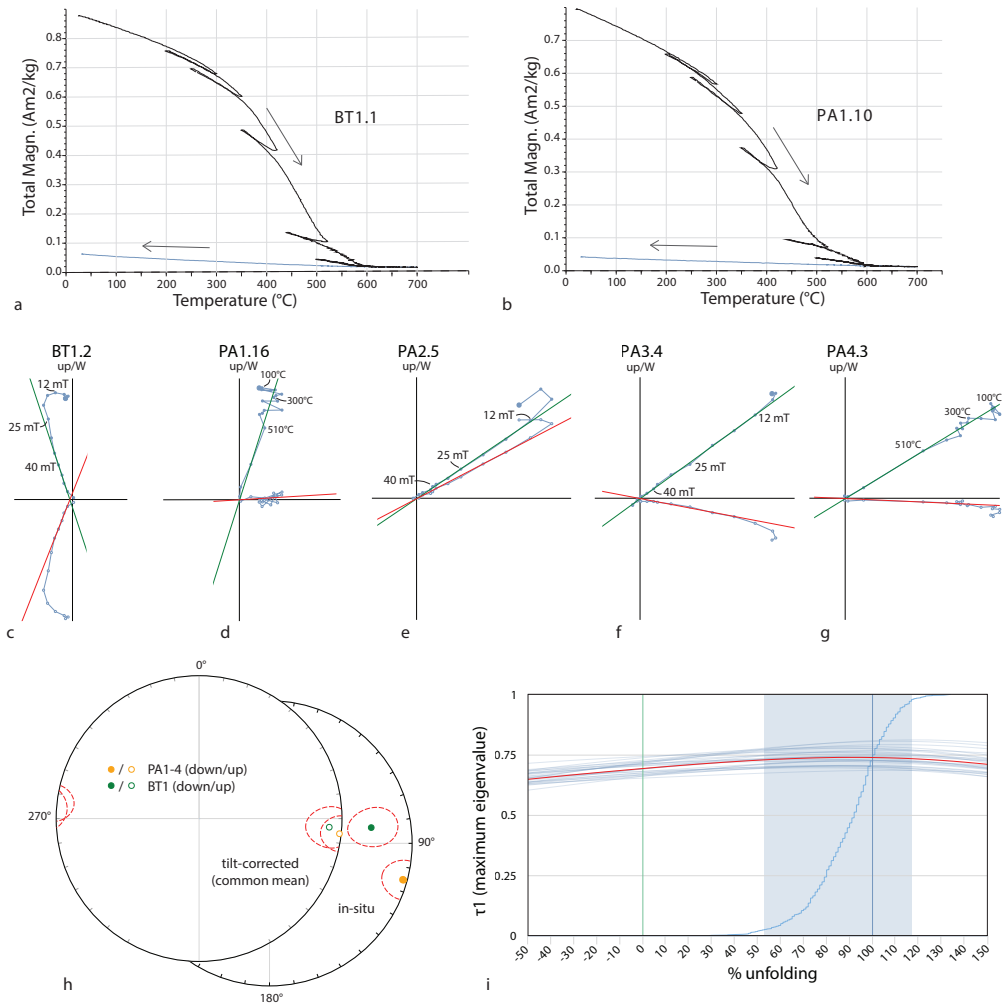 Total Magn. (Am2/kg)
0.9
0.8
0.7
0.6
0.5
0.4
0.3
0.2
0.1
0.0
BT1.1
0
100
200
300
400
500
600
700
Temperature (°C)
a
Total Magn. (Am2/kg)
0.7
0.6
0.5
0.4
0.3
0.2
0.1
0.0
PA1.10
0
100
200
300
400
500
600
700
Temperature (°C)
b
BT1.2
up/W
12 mT
25 mT
40 mT
c
PA1.16
up/W
100°C
300°C
510°C
d
PA2.5
up/W
12 mT
25 mT
40 mT
e
PA3.4
up/W
12 mT
25 mT
40 mT
f
PA4.3
up/W
100°C
300°C
510°C
g
0°
/ PA1-4 (down/up)
/ BT1 (down/up)
270°
90°
tilt-corrected
(common mean)
in-situ
180°
h
τ1 (maximum eigenvalue)
1
0.75
0.5
0.25
0
-50
-50
-30
-20
-10
0
10
20
30
40
50
60
70
80
90
100
110
120
130
140
150
% unfolding
i